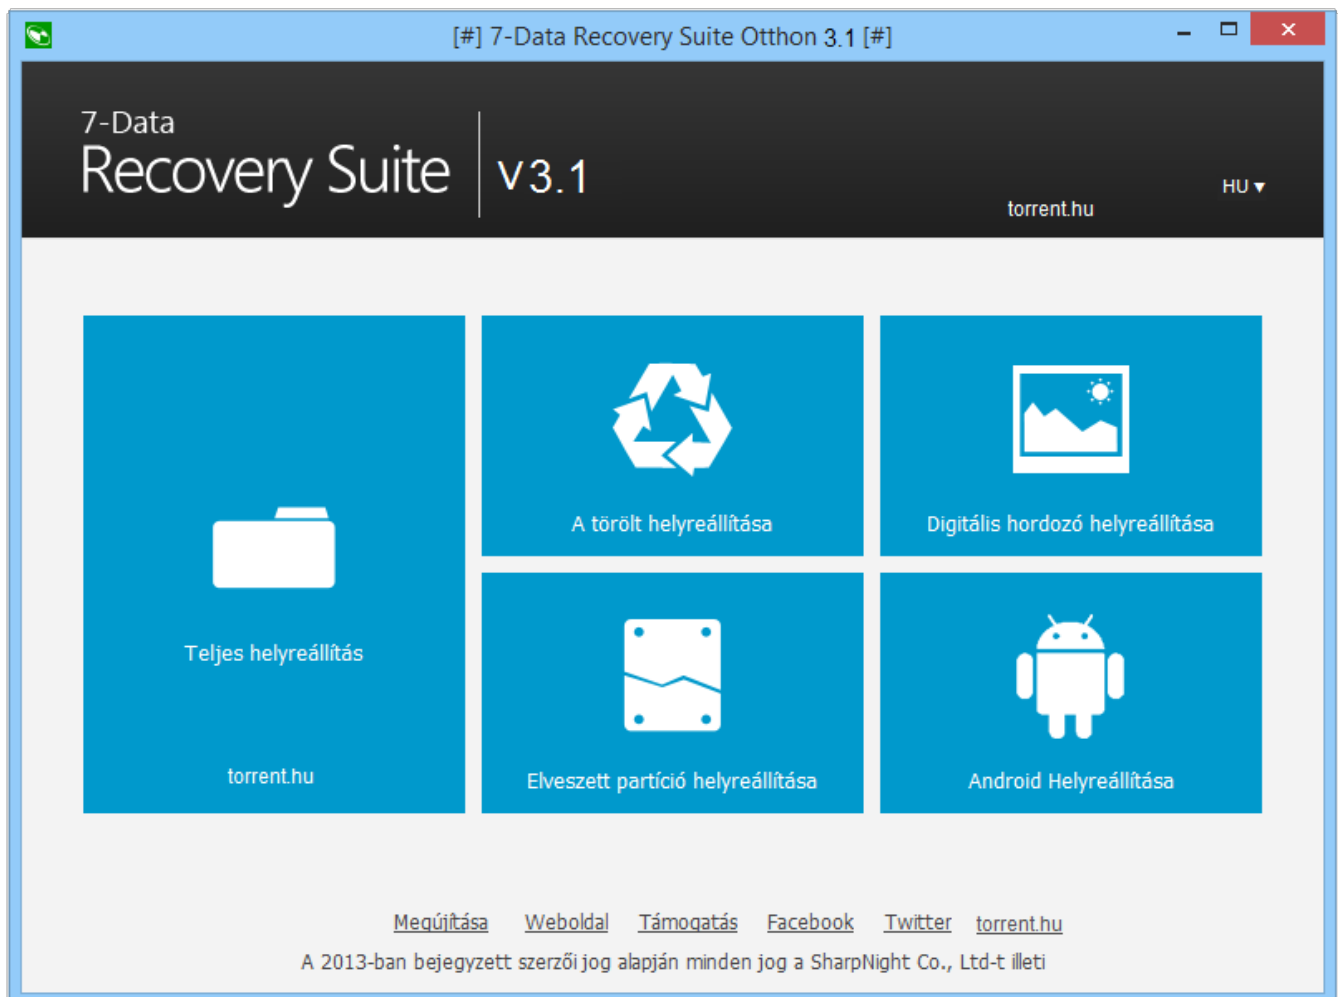 [#] 7-Data Recovery Suite Otthon 3.1 [#]
7-Data
Recovery Suite
V3.1
HU
torrent.hu
A törölt helyreállítása
Digitális hordozó helyreállítása
Teljes helyreállítás
torrent.hu
Elveszett partíció helyreállítása
Android Helyreállítása
Megújítása Weboldal Támogatás Facebook Twitter torrent.hu
A 2013-ban bejegyzett szerzői jog alapján minden jog a SharpNight Co., Ltd-t illeti